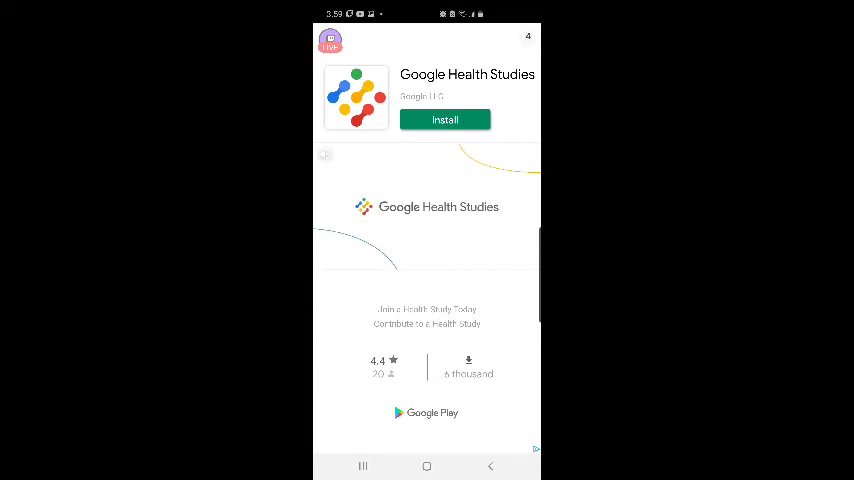 3:59
LIVE
4
Google Health Studies
Google LLC
Install
Google Health Studies
Join a Health Study Today
Contribute to a Health Study
4.4
20
6 thousand
Google Play